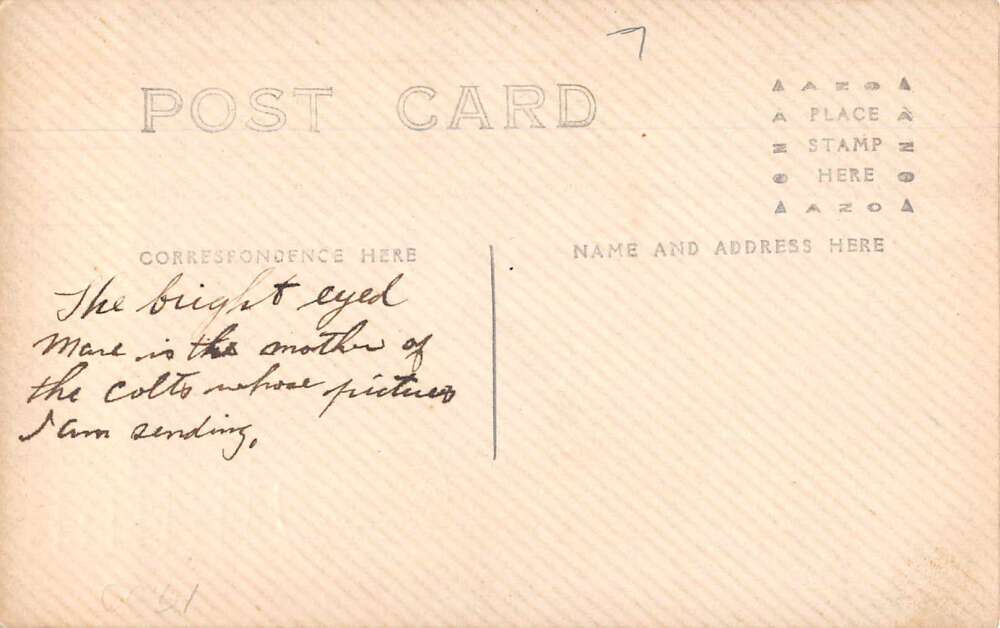 POST CARD
AZO
PLACE
STAMP
HERE
AZO
CORRESPONDENCE HERE
NAME AND ADDRESS HERE
The bright eyed
Mare is the mother of
the colts whose pictures
I am sending.